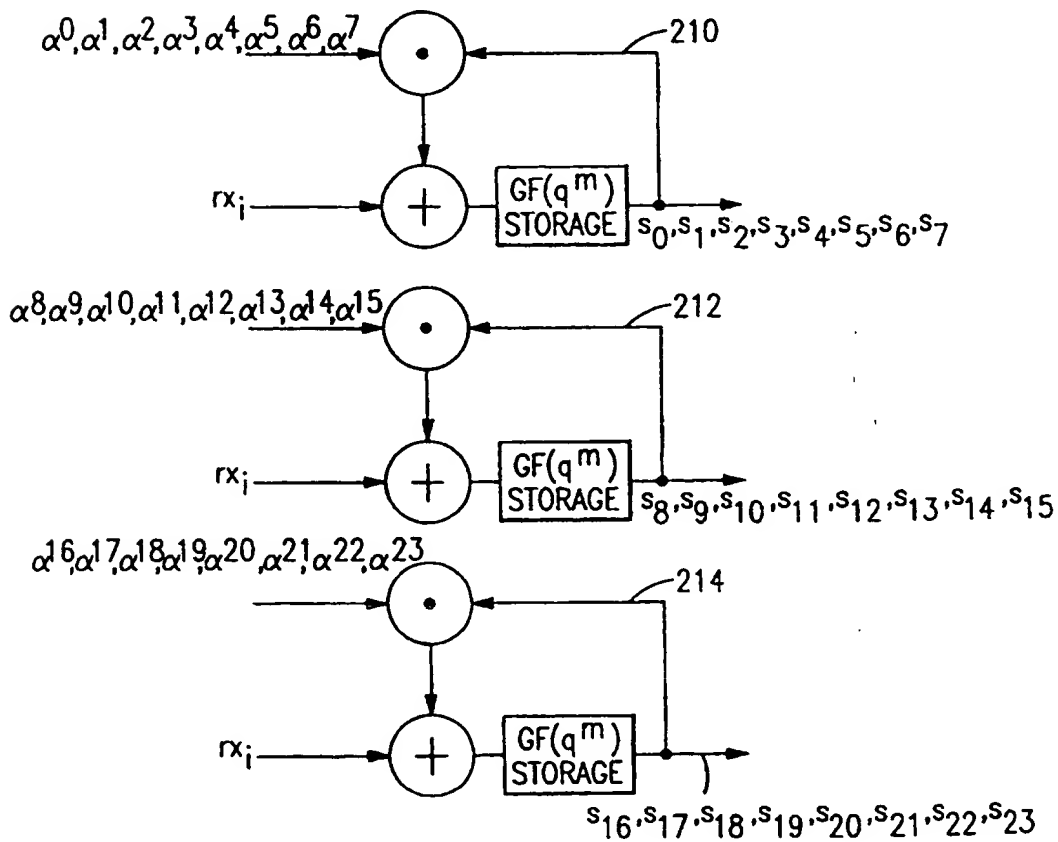 α⁰,α¹,α²,α³,α⁴,α⁵,α⁶,α⁷
·
210
rxᵢ
+
GF(qᵐ)
STORAGE
s₀,s₁,s₂,s₃,s₄,s₅,s₆,s₇
α⁸,α⁹,α¹⁰,α¹¹,α¹²,α¹³,α¹⁴,α¹⁵
·
212
rxᵢ
+
GF(qᵐ)
STORAGE
s₈,s₉,s₁₀,s₁₁,s₁₂,s₁₃,s₁₄,s₁₅
α¹⁶,α¹⁷,α¹⁸,α¹⁹,α²⁰,α²¹,α²²,α²³
·
214
rxᵢ
+
GF(qᵐ)
STORAGE
s₁₆,s₁₇,s₁₈,s₁₉,s₂₀,s₂₁,s₂₂,s₂₃